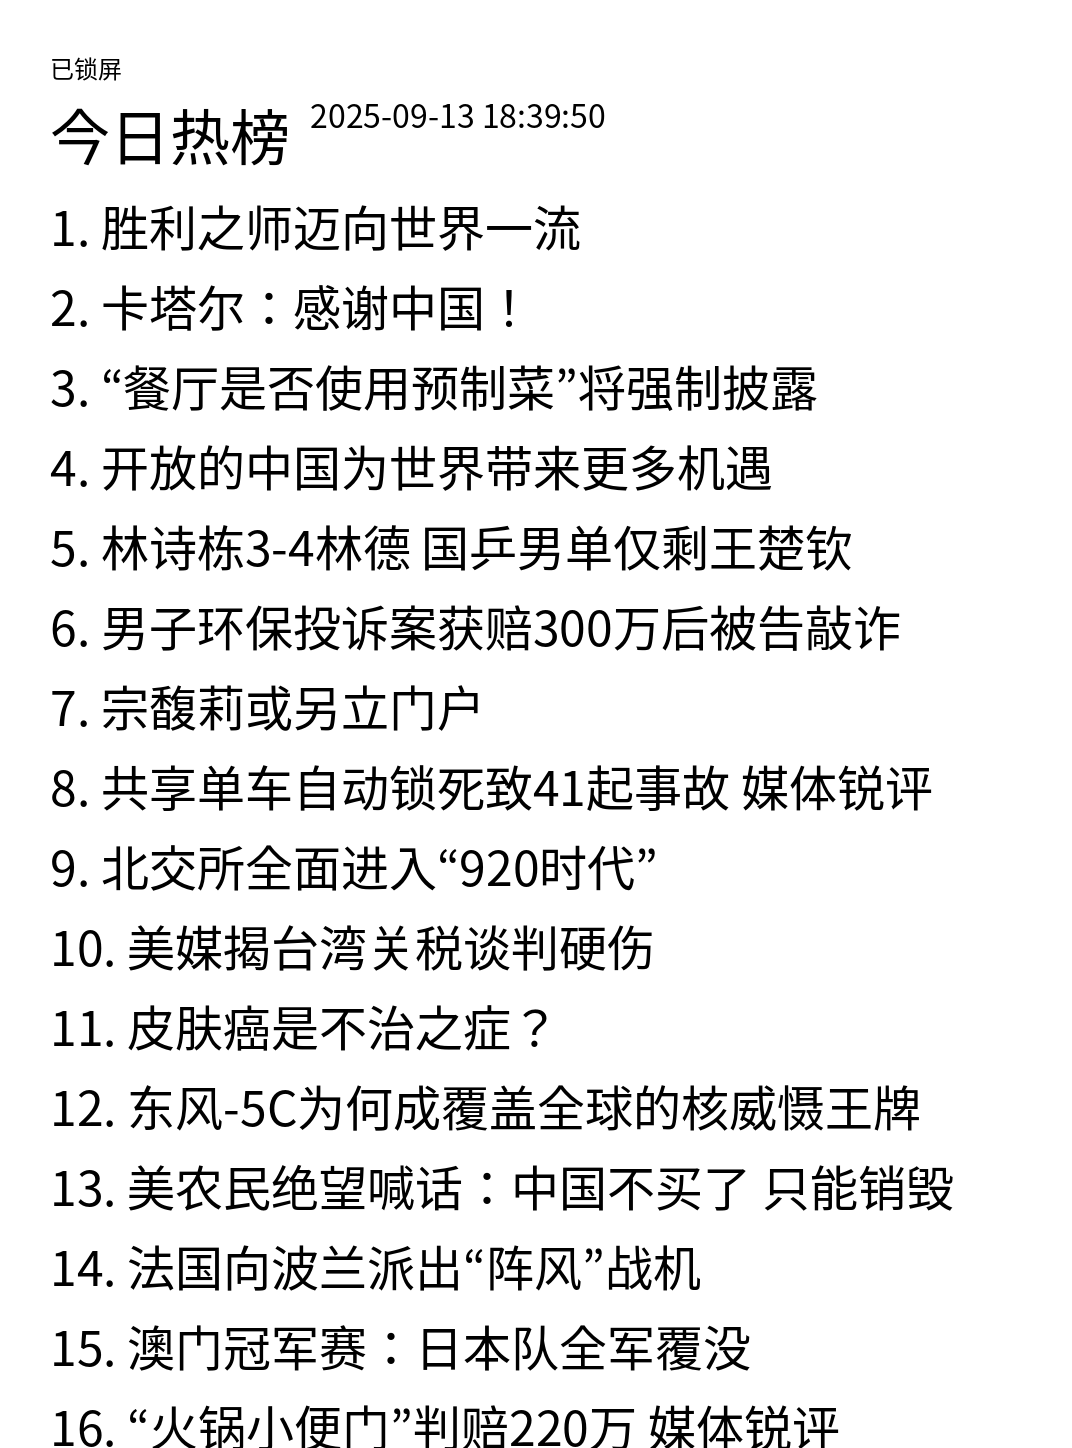 已锁屏
今日热榜 2025-09-13 18:39:50
1. 胜利之师迈向世界一流
2. 卡塔尔：感谢中国！
3. “餐厅是否使用预制菜”将强制披露
4. 开放的中国为世界带来更多机遇
5. 林诗栋3-4林德 国乒男单仅剩王楚钦
6. 男子环保投诉案获赔300万后被告敲诈
7. 宗馥莉或另立门户
8. 共享单车自动锁死致41起事故 媒体锐评
9. 北交所全面进入“920时代”
10. 美媒揭台湾关税谈判硬伤
11. 皮肤癌是不治之症？
12. 东风-5C为何成覆盖全球的核威慑王牌
13. 美农民绝望喊话：中国不买了 只能销毁
14. 法国向波兰派出“阵风”战机
15. 澳门冠军赛：日本队全军覆没
16. “火锅小便门”判赔220万 媒体锐评